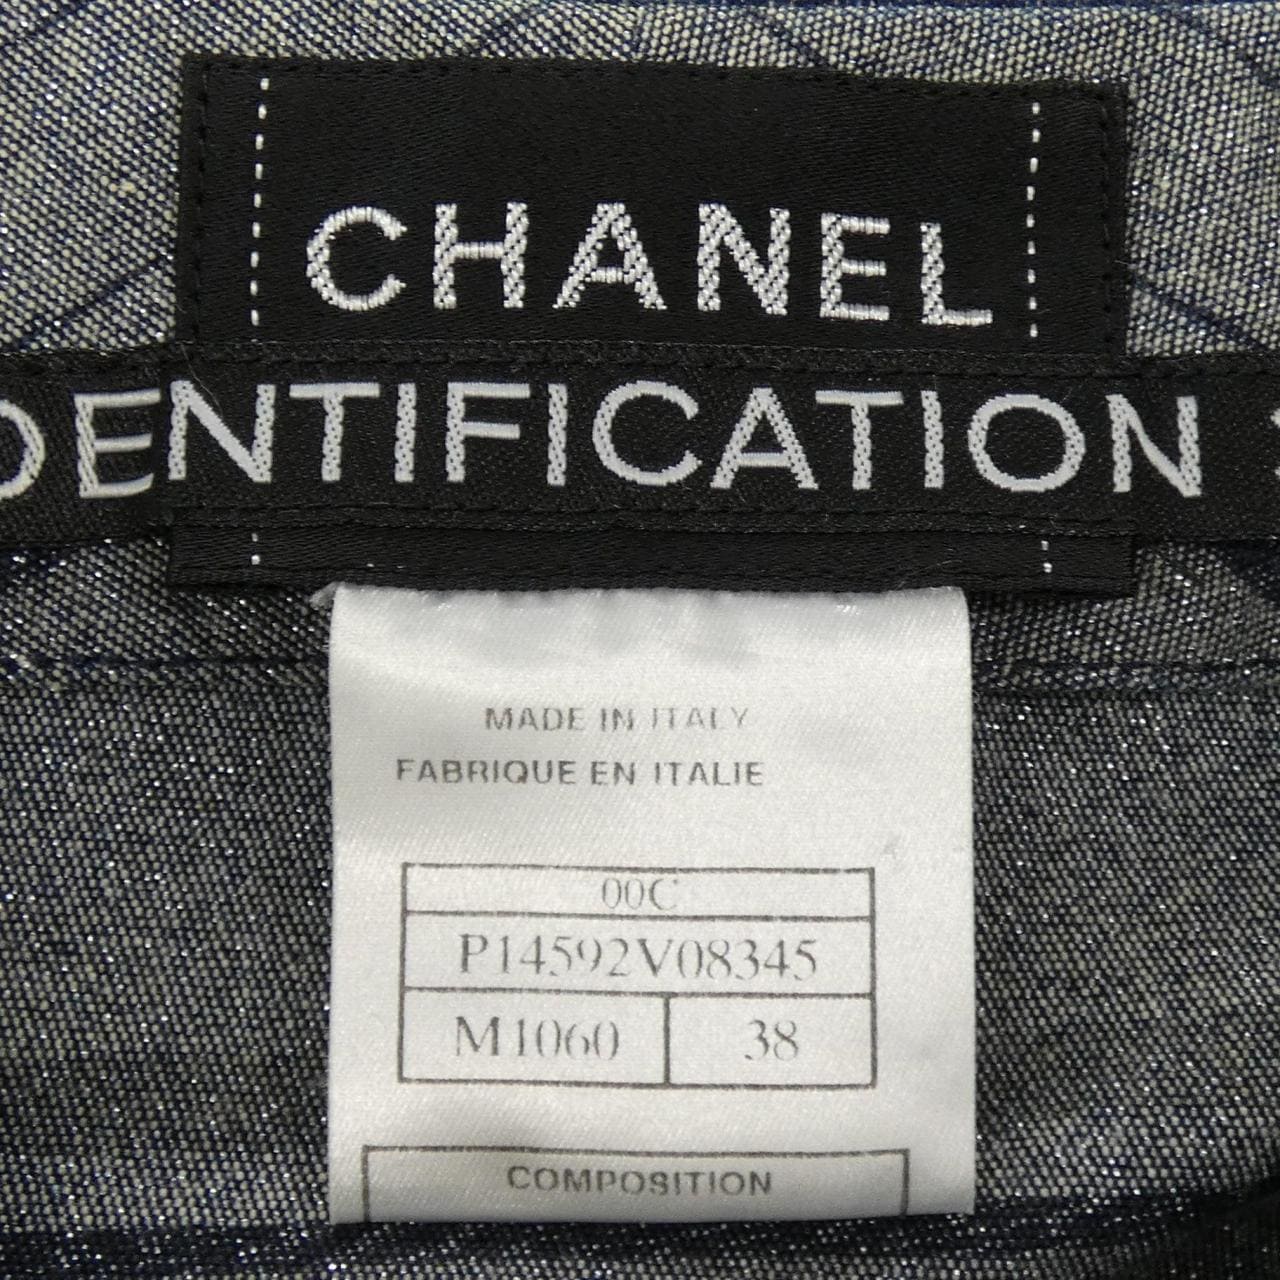 CHANEL
DENTIFICATION
MADE IN ITALY
FABRIQUE EN ITALIE
00C
P14592V08345
M1060 38
COMPOSITION